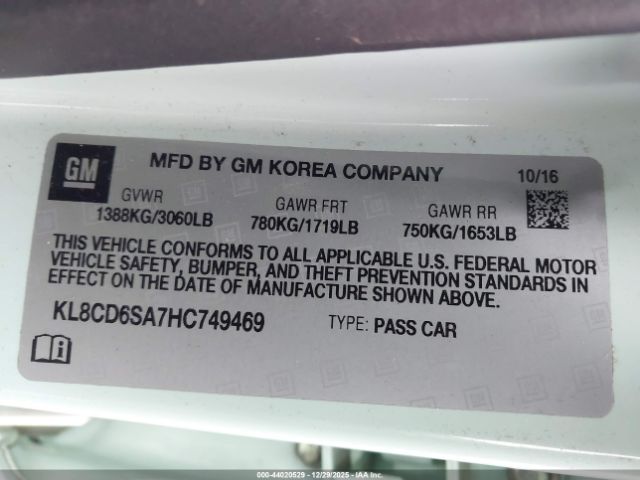 GM
MFD BY GM KOREA COMPANY 10/16
GVWR GAWR FRT GAWR RR
1388KG/3060LB 780KG/1719LB 750KG/1653LB
THIS VEHICLE CONFORMS TO ALL APPLICABLE U.S. FEDERAL MOTOR
VEHICLE SAFETY, BUMPER, AND THEFT PREVENTION STANDARDS IN
EFFECT ON THE DATE OF MANUFACTURE SHOWN ABOVE.
KL8CD6SA7HC749469 TYPE: PASS CAR
000-44020529 - 12/29/2025 - IAA Inc.